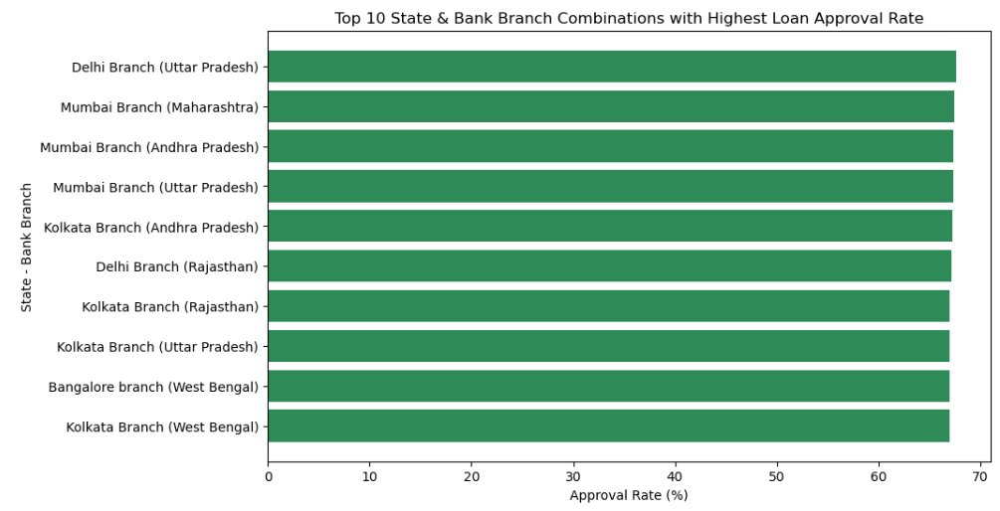 Top 10 State & Bank Branch Combinations with Highest Loan Approval Rate
State - Bank Branch
Delhi Branch (Uttar Pradesh)
Mumbai Branch (Maharashtra)
Mumbai Branch (Andhra Pradesh)
Mumbai Branch (Uttar Pradesh)
Kolkata Branch (Andhra Pradesh)
Delhi Branch (Rajasthan)
Kolkata Branch (Rajasthan)
Kolkata Branch (Uttar Pradesh)
Bangalore branch (West Bengal)
Kolkata Branch (West Bengal)
0 10 20 30 40 50 60 70
Approval Rate (%)